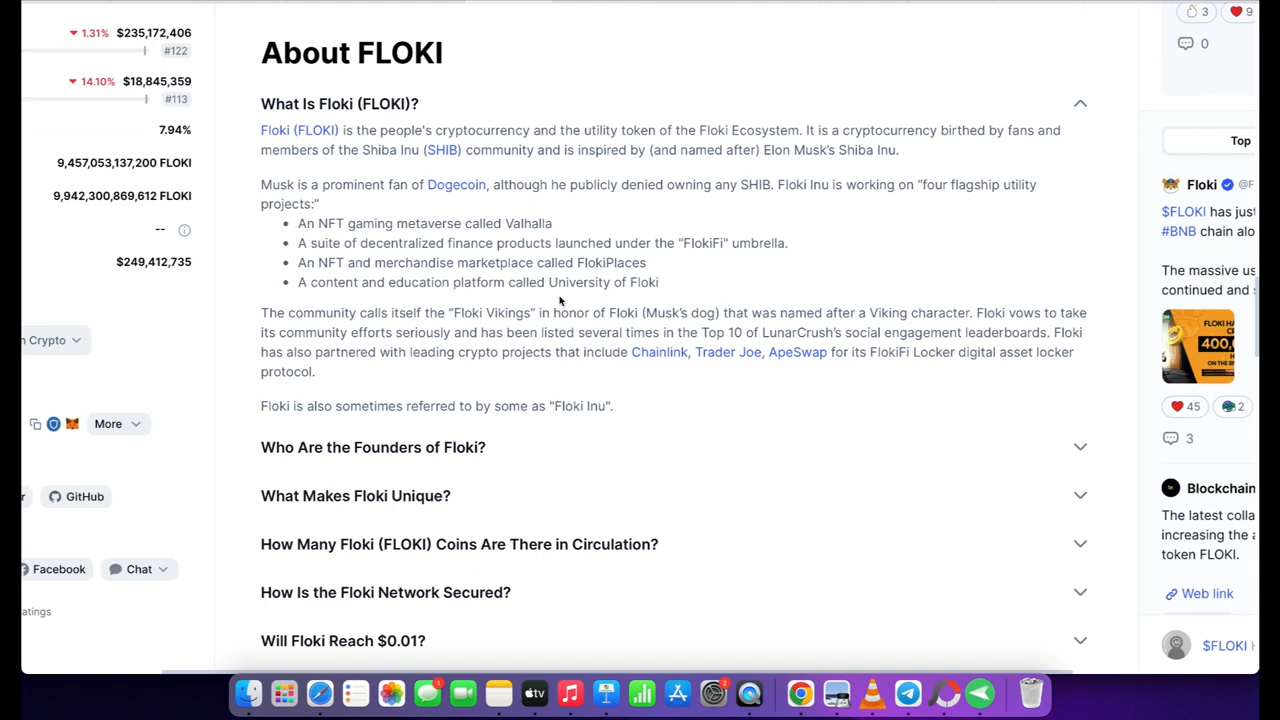 1.31% $235,172,406
#122
14.10% $18,845,359
#113
7.94%
9,457,053,137,200 FLOKI
9,942,300,869,612 FLOKI
--
$249,412,735
n Crypto
More
GitHub
Facebook
Chat
atings
About FLOKI
What Is Floki (FLOKI)?
Floki (FLOKI) is the people's cryptocurrency and the utility token of the Floki Ecosystem. It is a cryptocurrency birthed by fans and
members of the Shiba Inu (SHIB) community and is inspired by (and named after) Elon Musk's Shiba Inu.
Musk is a prominent fan of Dogecoin, although he publicly denied owning any SHIB. Floki Inu is working on “four flagship utility
projects:”
• An NFT gaming metaverse called Valhalla
• A suite of decentralized finance products launched under the "FlokiFi" umbrella.
• An NFT and merchandise marketplace called FlokiPlaces
• A content and education platform called University of Floki
The community calls itself the “Floki Vikings” in honor of Floki (Musk's dog) that was named after a Viking character. Floki vows to take
its community efforts seriously and has been listed several times in the Top 10 of LunarCrush's social engagement leaderboards. Floki
has also partnered with leading crypto projects that include Chainlink, Trader Joe, ApeSwap for its FlokiFi Locker digital asset locker
protocol.
Floki is also sometimes referred to by some as "Floki Inu".
Who Are the Founders of Floki?
What Makes Floki Unique?
How Many Floki (FLOKI) Coins Are There in Circulation?
How Is the Floki Network Secured?
Will Floki Reach $0.01?
3
9
0
Top
Floki @F
$FLOKI has just
#BNB chain alo
The massive us
continued and s
FLOKI HA
400,
45
2
3
Blockchain
The latest colla
increasing the a
token FLOKI.
Web link
$FLOKI H
1
tv
2